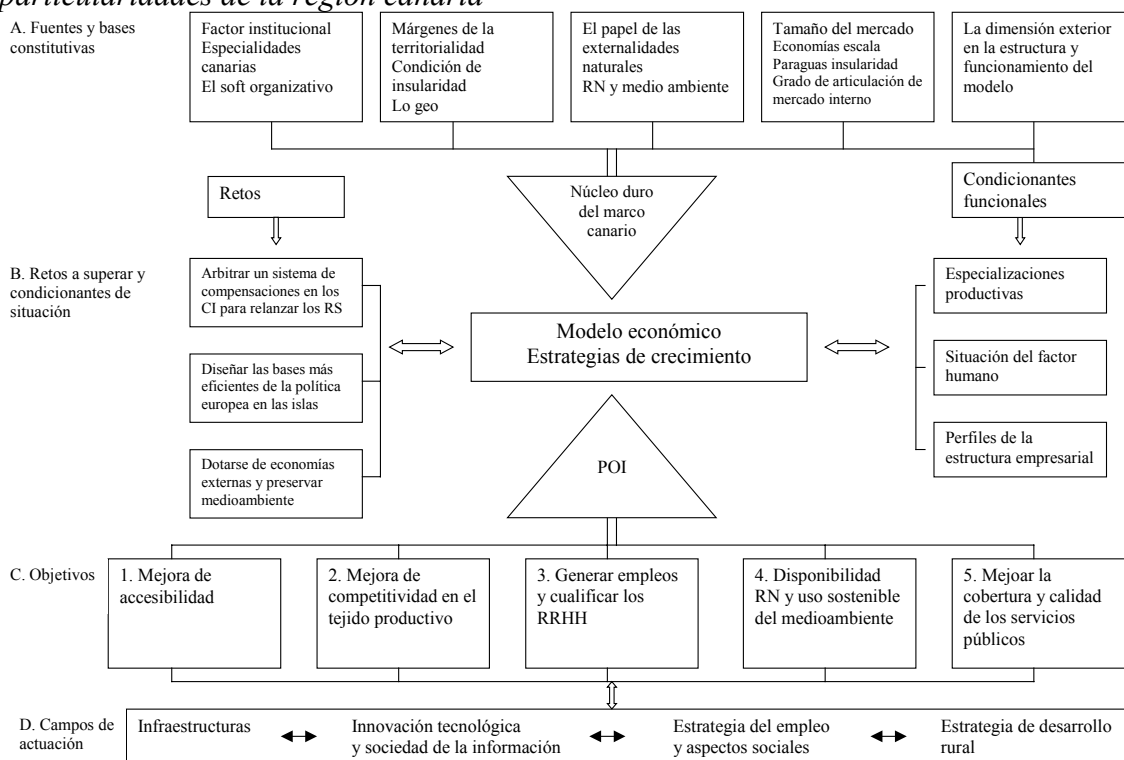 particularidades de la región canaria
A. Fuentes y bases
constitutivas
Factor institucional
Especialidades
canarias
El soft organizativo
Márgenes de la
territorialidad
Condición de
insularidad
Lo geo
El papel de las
externalidades
naturales
RN y medio ambiente
Tamaño del mercado
Economías escala
Paraguas insularidad
Grado de articulación de
mercado interno
La dimensión exterior
en la estructura y
funcionamiento del
modelo
Retos
Núcleo duro
del marco
canario
Condicionantes
funcionales
B. Retos a superar y
condicionantes de
situación
Arbitrar un sistema de
compensaciones en los
CI para relanzar los RS
Diseñar las bases más
eficientes de la política
europea en las islas
Dotarse de economías
externas y preservar
medioambiente
Modelo económico
Estrategias de crecimiento
Especializaciones
productivas
Situación del factor
humano
Perfiles de la
estructura empresarial
POI
C. Objetivos
1. Mejora de
accesibilidad
2. Mejora de
competitividad en el
tejido productivo
3. Generar empleos
y cualificar los
RRHH
4. Disponibilidad
RN y uso sostenible
del medioambiente
5. Mejoar la
cobertura y calidad
de los servicios
públicos
D. Campos de
actuación
Infraestructuras
Innovación tecnológica
y sociedad de la información
Estrategia del empleo
y aspectos sociales
Estrategia de desarrollo
rural